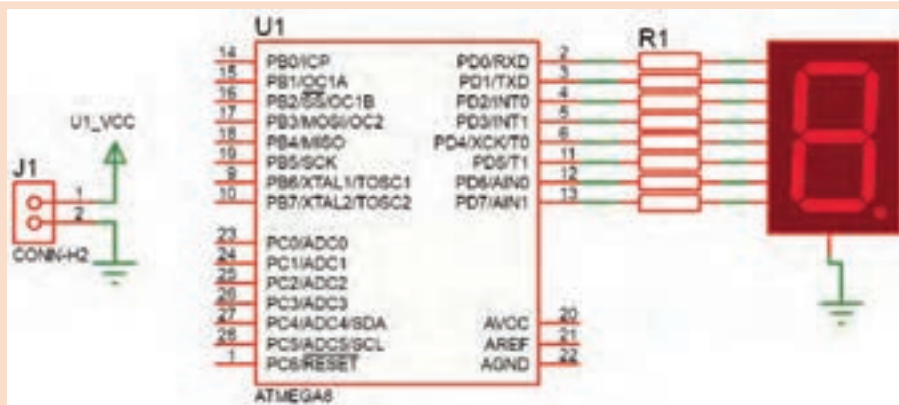 U1
R1
14 PB0/ICP PD0/RXD 2
15 PB1/OC1A PD1/TXD 3
16 PB2/SS/OC1B PD2/INT0 4
17 PB3/MOSI/OC2 PD3/INT1 5
18 PB4/MISO PD4/XCK/T0 6
19 PB5/SCK PD5/T1 11
9 PB6/XTAL1/TOSC1 PD6/AIN0 12
10 PB7/XTAL2/TOSC2 PD7/AIN1 13
23 PC0/ADC0
24 PC1/ADC1
25 PC2/ADC2
26 PC3/ADC3
27 PC4/ADC4/SDA AVCC 20
28 PC5/ADC5/SCL AREF 21
1 PC6/RESET AGND 22
ATMEGA8
U1_VCC
J1
1
2
CONN-H2